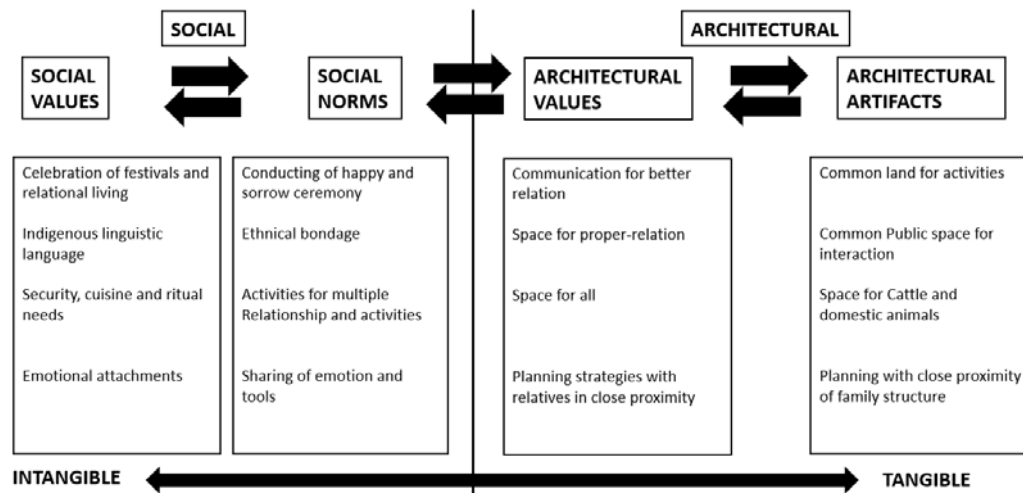 SOCIAL
ARCHITECTURAL
SOCIAL
VALUES
SOCIAL
NORMS
ARCHITECTURAL
VALUES
ARCHITECTURAL
ARTIFACTS
Celebration of festivals and
relational living
Indigenous linguistic
language
Security, cuisine and ritual
needs
Emotional attachments
Conducting of happy and
sorrow ceremony
Ethnical bondage
Activities for multiple
Relationship and activities
Sharing of emotion and
tools
Communication for better
relation
Space for proper-relation
Space for all
Planning strategies with
relatives in close proximity
Common land for activities
Common Public space for
interaction
Space for Cattle and
domestic animals
Planning with close proximity
of family structure
INTANGIBLE
TANGIBLE